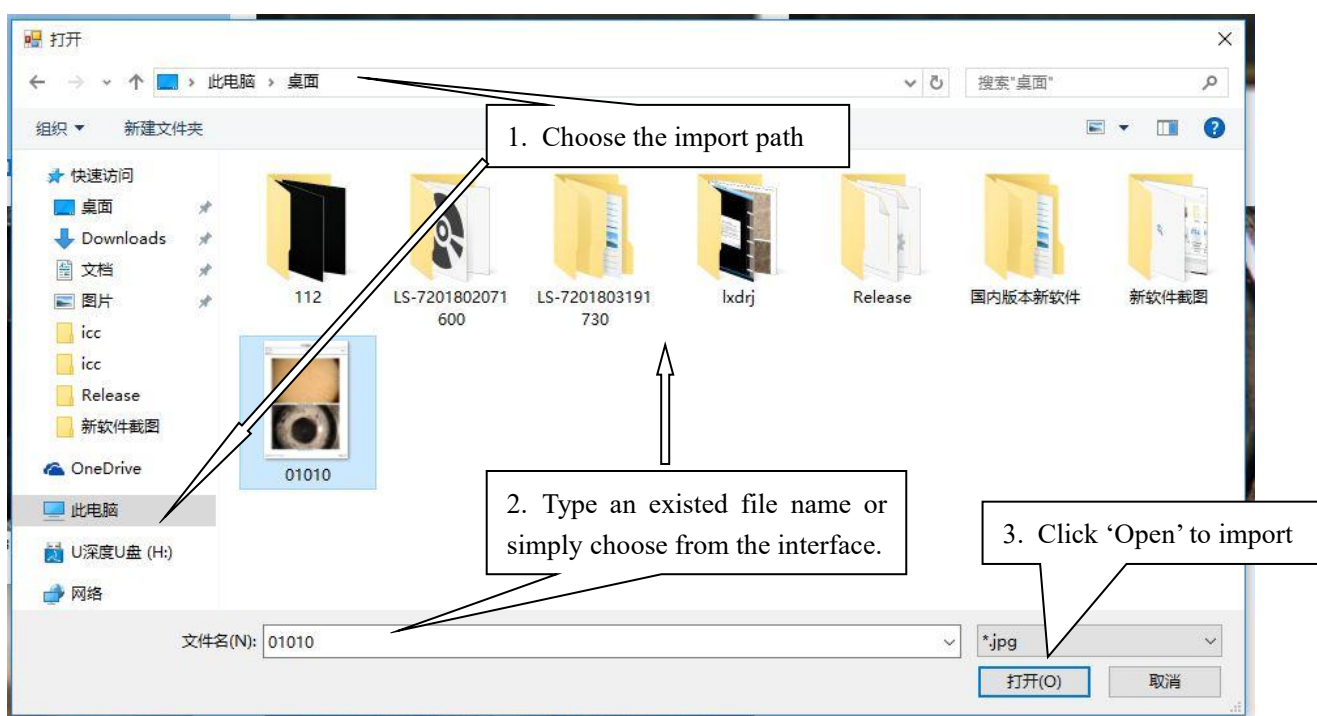 打开
此电脑 › 桌面
搜索"桌面"
组织 新建文件夹
1. Choose the import path
快速访问
桌面
Downloads
文档
图片
icc
icc
Release
新软件截图
OneDrive
此电脑
U深度U盘 (H:)
网络
112
LS-7201802071
600
LS-7201803191
730
lxdrj
Release
国内版本新软件
新软件截图
01010
2. Type an existed file name or
simply choose from the interface.
3. Click ‘Open’ to import
文件名(N): 01010
*.jpg
打开(O) 取消